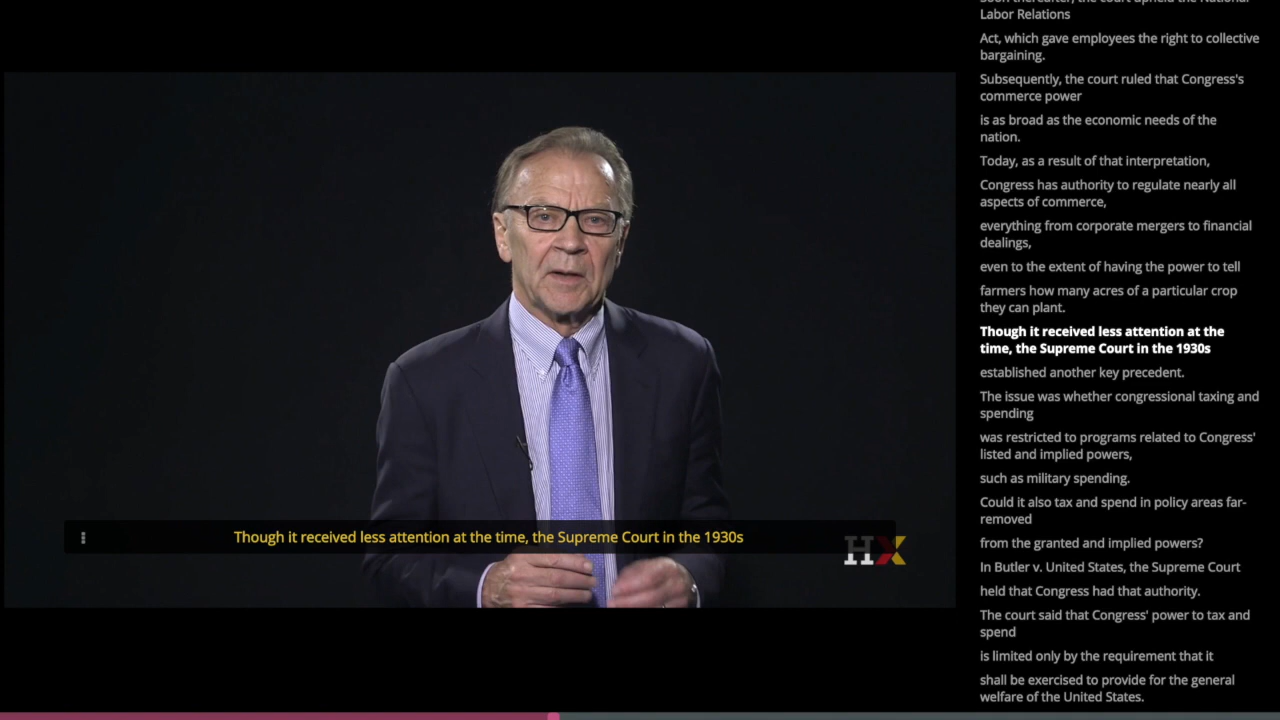 Soon thereafter, the court upheld the National
Labor Relations
Act, which gave employees the right to collective
bargaining.
Subsequently, the court ruled that Congress's
commerce power
is as broad as the economic needs of the
nation.
Today, as a result of that interpretation,
Congress has authority to regulate nearly all
aspects of commerce,
everything from corporate mergers to financial
dealings,
even to the extent of having the power to tell
farmers how many acres of a particular crop
they can plant.
Though it received less attention at the
time, the Supreme Court in the 1930s
established another key precedent.
The issue was whether congressional taxing and
spending
was restricted to programs related to Congress'
listed and implied powers,
such as military spending.
Could it also tax and spend in policy areas far-
removed
from the granted and implied powers?
In Butler v. United States, the Supreme Court
held that Congress had that authority.
The court said that Congress' power to tax and
spend
is limited only by the requirement that it
shall be exercised to provide for the general
welfare of the United States.
Though it received less attention at the time, the Supreme Court in the 1930s
HX